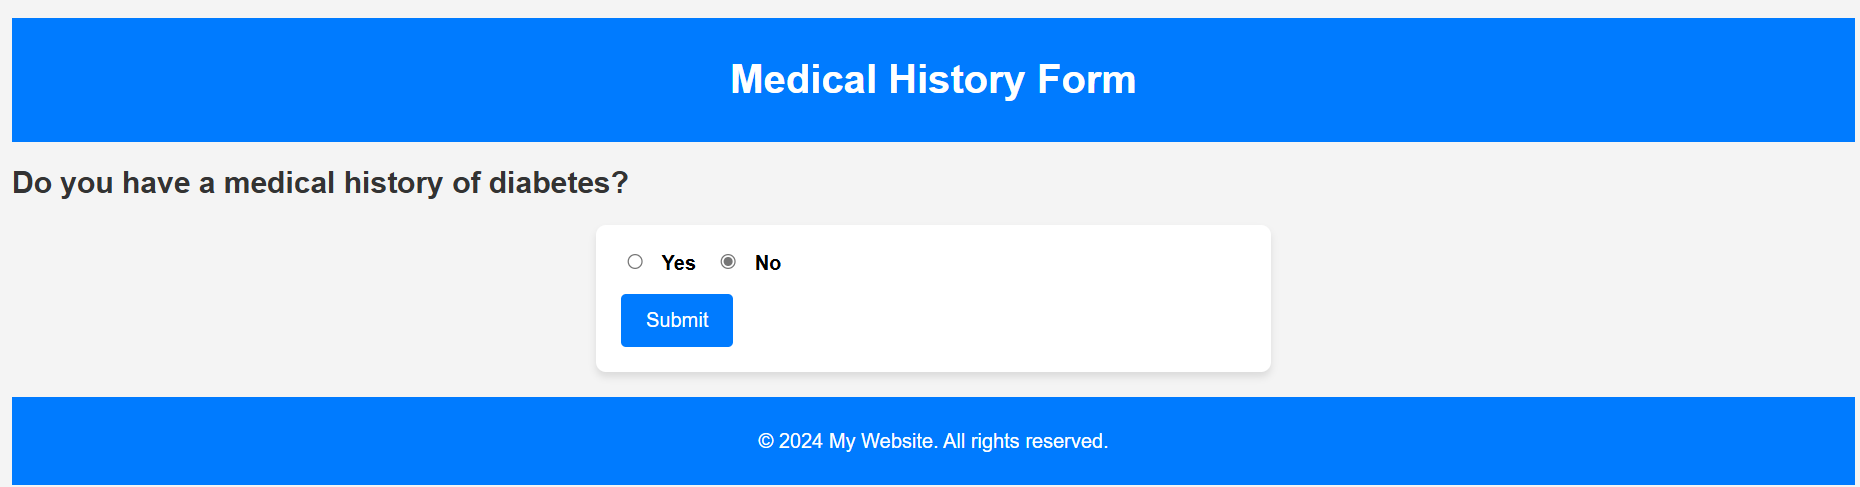 Medical History Form
Do you have a medical history of diabetes?
Yes No
Submit
© 2024 My Website. All rights reserved.